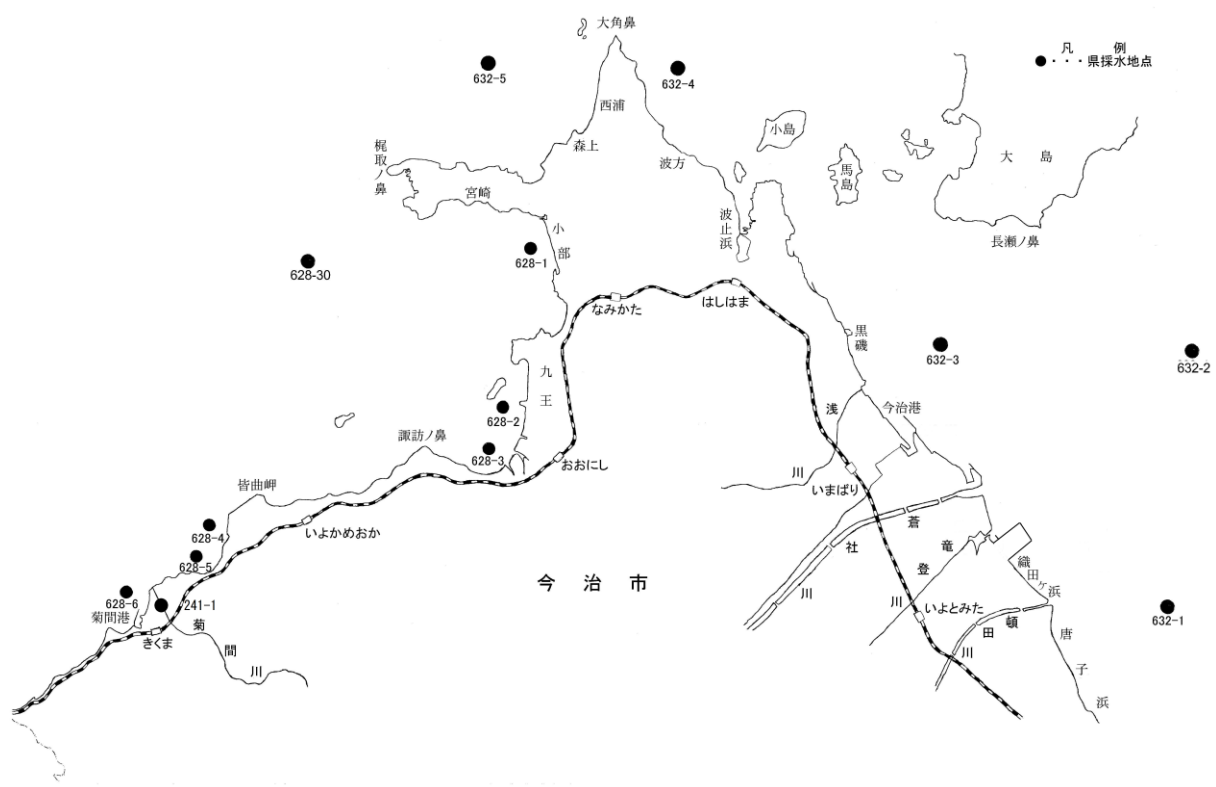 大角鼻
凡 例
●・・・県採水地点
632-5
632-4
西浦
森上
小島
大島
梶取ノ鼻
波方
馬島
宮崎
波止浜
長瀬ノ鼻
小部
628-1
628-30
なみかた
はしはま
黒磯
632-3
632-2
九王
628-2
浅川
今治港
諏訪ノ鼻
628-3
おおにし
いまばり
皆曲岬
628-4
いよかめおか
蒼社川
628-5
今治市
竜登川
織田ヶ浜
628-6
241-1
菊間港
きくま
菊間川
いよとみた
頓田川
632-1
唐子浜